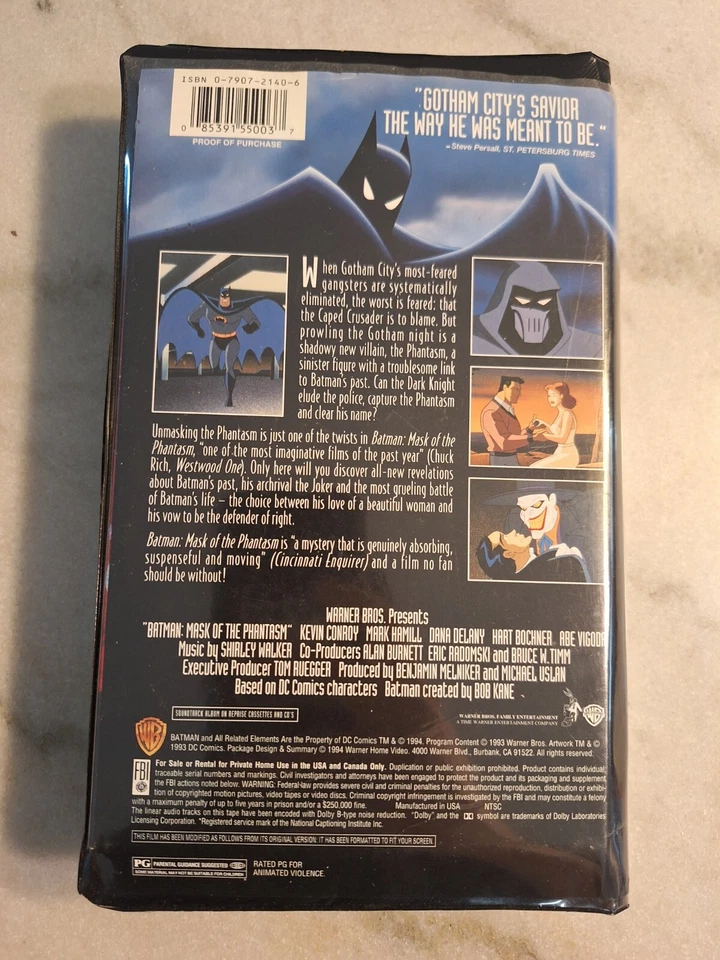 ISBN 0-7907-2140-6
0 85391 55003 7
PROOF OF PURCHASE
"GOTHAM CITY'S SAVIOR
THE WAY HE WAS MEANT TO BE."
- Steve Persall, ST. PETERSBURG TIMES
When Gotham City's most-feared
gangsters are systematically
eliminated, the worst is feared: that
the Caped Crusader is to blame. But
prowling the Gotham night is a
shadowy new villain, the Phantasm, a
sinister figure with a troublesome link
to Batman's past. Can the Dark Knight
elude the police, capture the Phantasm
and clear his name?
Unmasking the Phantasm is just one of the twists in Batman: Mask of the
Phantasm, "one of the most imaginative films of the past year" (Chuck
Rich, Westwood One). Only here will you discover all-new revelations
about Batman's past, his archrival the Joker and the most grueling battle
of Batman's life – the choice between his love of a beautiful woman and
his vow to be the defender of right.
Batman: Mask of the Phantasm is "a mystery that is genuinely absorbing,
suspenseful and moving" (Cincinnati Enquirer) and a film no fan
should be without!
WARNER BROS. Presents
"BATMAN: MASK OF THE PHANTASM" KEVIN CONROY MARK HAMILL DANA DELANY HART BOCHNER ABE VIGODA
Music by SHIRLEY WALKER Co-Producers ALAN BURNETT ERIC RADOMSKI and BRUCE W. TIMM
Executive Producer TOM RUEGGER Produced by BENJAMIN MELNIKER and MICHAEL USLAN
Based on DC Comics characters Batman created by BOB KANE
SOUNDTRACK ALBUM ON REPRISE CASSETTES AND CD'S
WARNER BROS. FAMILY ENTERTAINMENT
A TIME WARNER ENTERTAINMENT COMPANY
BATMAN and All Related Elements are the Property of DC Comics TM & © 1994. Program Content © 1993 Warner Bros. Artwork TM & ©
1993 DC Comics. Package Design & Summary © 1994 Warner Home Video. 4000 Warner Blvd., Burbank, CA 91522. All rights reserved.
FBI
For Sale or Rental for Private Home Use in the USA and Canada Only. Duplication or public exhibition prohibited. Product contains individual
traceable serial numbers and markings. Civil investigators and attorneys have been engaged to protect the product and its packaging and supplement
the FBI actions noted below. WARNING: Federal law provides severe civil and criminal penalties for the unauthorized reproduction, distribution or exhibi-
tion of copyrighted motion pictures, video tapes or video discs. Criminal copyright infringement is investigated by the FBI and may constitute a felony
with a maximum penalty of up to five years in prison and/or a $250,000 fine. Manufactured in USA NTSC
The linear audio tracks on this tape have been encoded with Dolby B-type noise reduction. "Dolby" and the symbol are trademarks of Dolby Laboratories
Licensing Corporation. *Registered service mark of the National Captioning Institute Inc.
THIS FILM HAS BEEN MODIFIED AS FOLLOWS FROM ITS ORIGINAL VERSION: IT HAS BEEN FORMATTED TO FIT YOUR SCREEN.
PG PARENTAL GUIDANCE SUGGESTED
SOME MATERIAL MAY NOT BE SUITABLE FOR CHILDREN
RATED PG FOR
ANIMATED VIOLENCE.